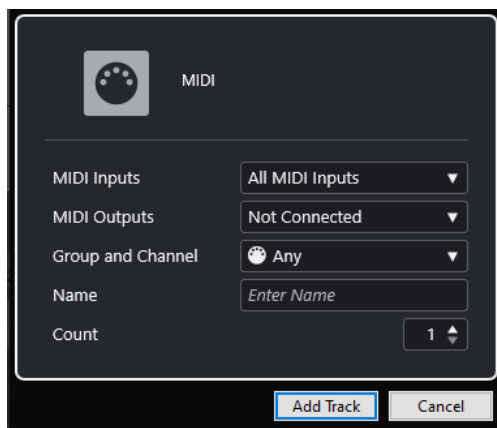 MIDI
MIDI Inputs All MIDI Inputs
MIDI Outputs Not Connected
Group and Channel Any
Name Enter Name
Count 1
Add Track Cancel